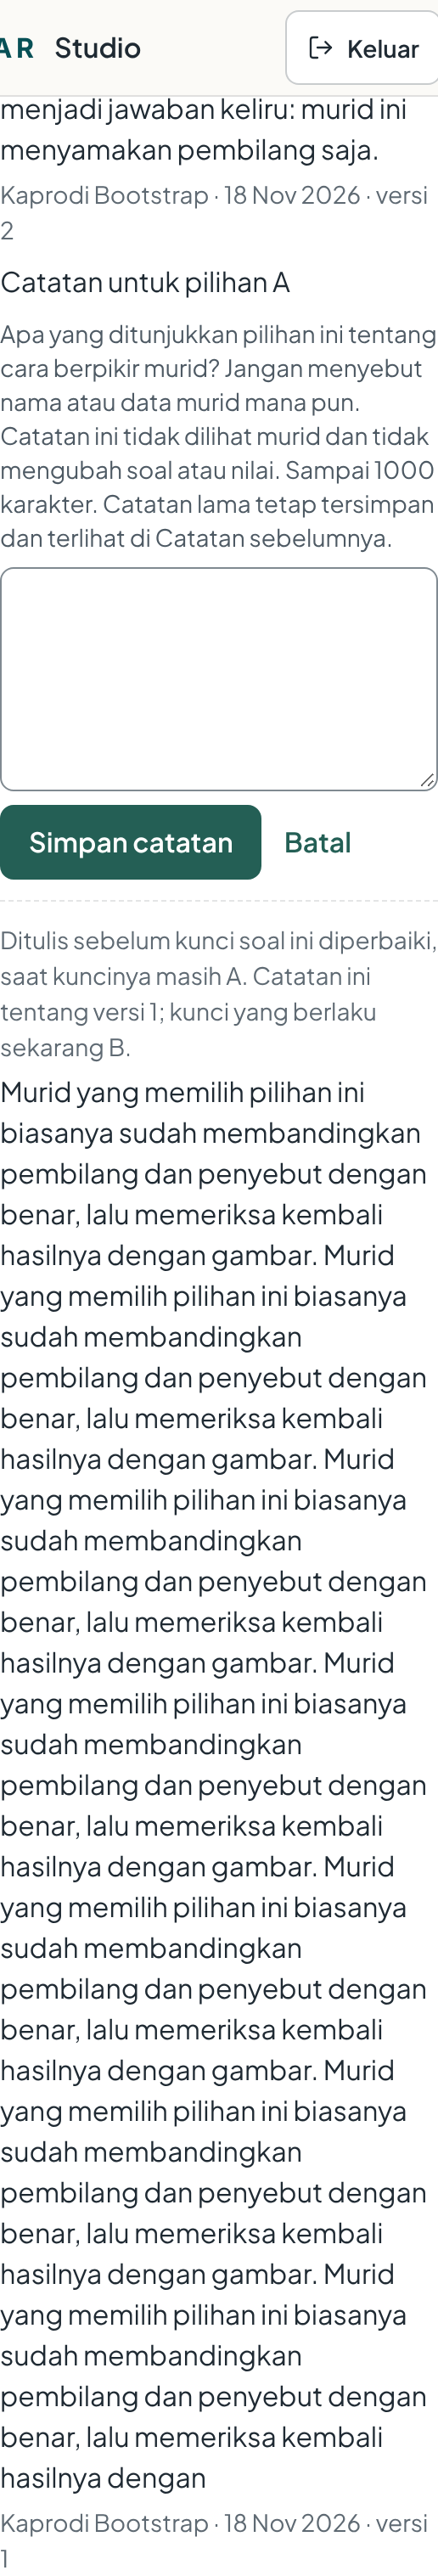 AR Studio Keluar
menjadi jawaban keliru: murid ini
menyamakan pembilang saja.
Kaprodi Bootstrap · 18 Nov 2026 · versi
2
Catatan untuk pilihan A
Apa yang ditunjukkan pilihan ini tentang
cara berpikir murid? Jangan menyebut
nama atau data murid mana pun.
Catatan ini tidak dilihat murid dan tidak
mengubah soal atau nilai. Sampai 1000
karakter. Catatan lama tetap tersimpan
dan terlihat di Catatan sebelumnya.
Simpan catatan Batal
Ditulis sebelum kunci soal ini diperbaiki,
saat kuncinya masih A. Catatan ini
tentang versi 1; kunci yang berlaku
sekarang B.
Murid yang memilih pilihan ini
biasanya sudah membandingkan
pembilang dan penyebut dengan
benar, lalu memeriksa kembali
hasilnya dengan gambar. Murid
yang memilih pilihan ini biasanya
sudah membandingkan
pembilang dan penyebut dengan
benar, lalu memeriksa kembali
hasilnya dengan gambar. Murid
yang memilih pilihan ini biasanya
sudah membandingkan
pembilang dan penyebut dengan
benar, lalu memeriksa kembali
hasilnya dengan gambar. Murid
yang memilih pilihan ini biasanya
sudah membandingkan
pembilang dan penyebut dengan
benar, lalu memeriksa kembali
hasilnya dengan gambar. Murid
yang memilih pilihan ini biasanya
sudah membandingkan
pembilang dan penyebut dengan
benar, lalu memeriksa kembali
hasilnya dengan gambar. Murid
yang memilih pilihan ini biasanya
sudah membandingkan
pembilang dan penyebut dengan
benar, lalu memeriksa kembali
hasilnya dengan gambar. Murid
yang memilih pilihan ini biasanya
sudah membandingkan
pembilang dan penyebut dengan
benar, lalu memeriksa kembali
hasilnya dengan
Kaprodi Bootstrap · 18 Nov 2026 · versi
1